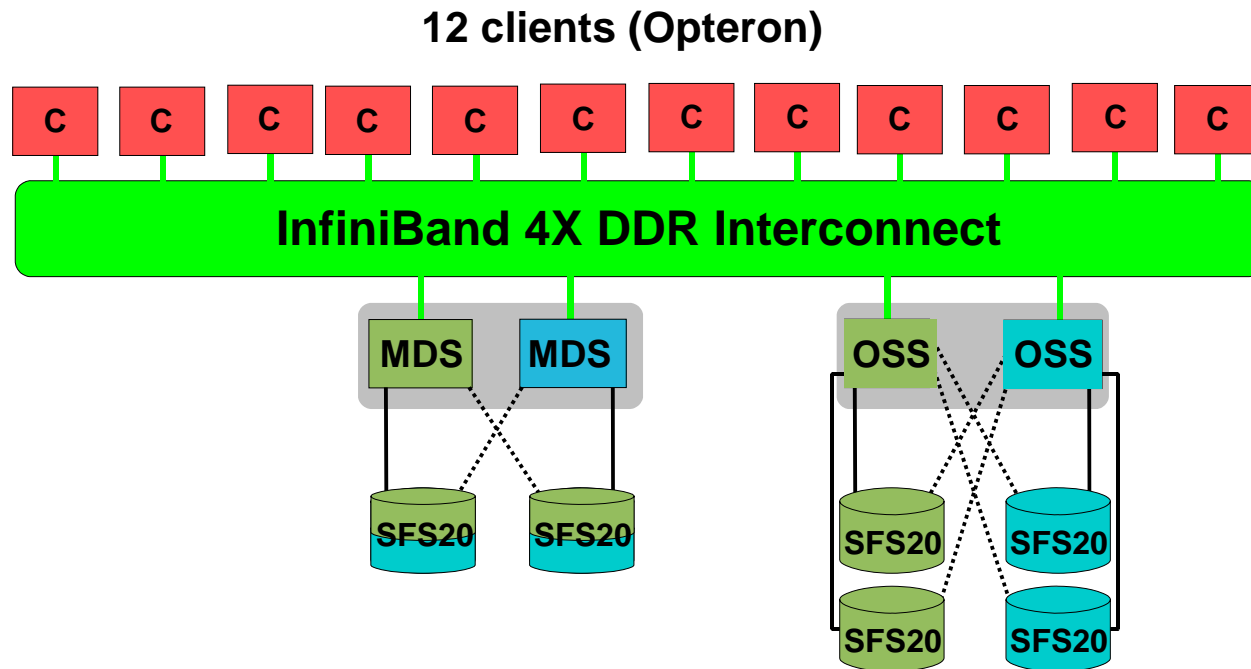 12 clients (Opteron)
C C C C C C C C C C C C
InfiniBand 4X DDR Interconnect
MDS MDS OSS OSS
SFS20 SFS20 SFS20 SFS20
SFS20 SFS20